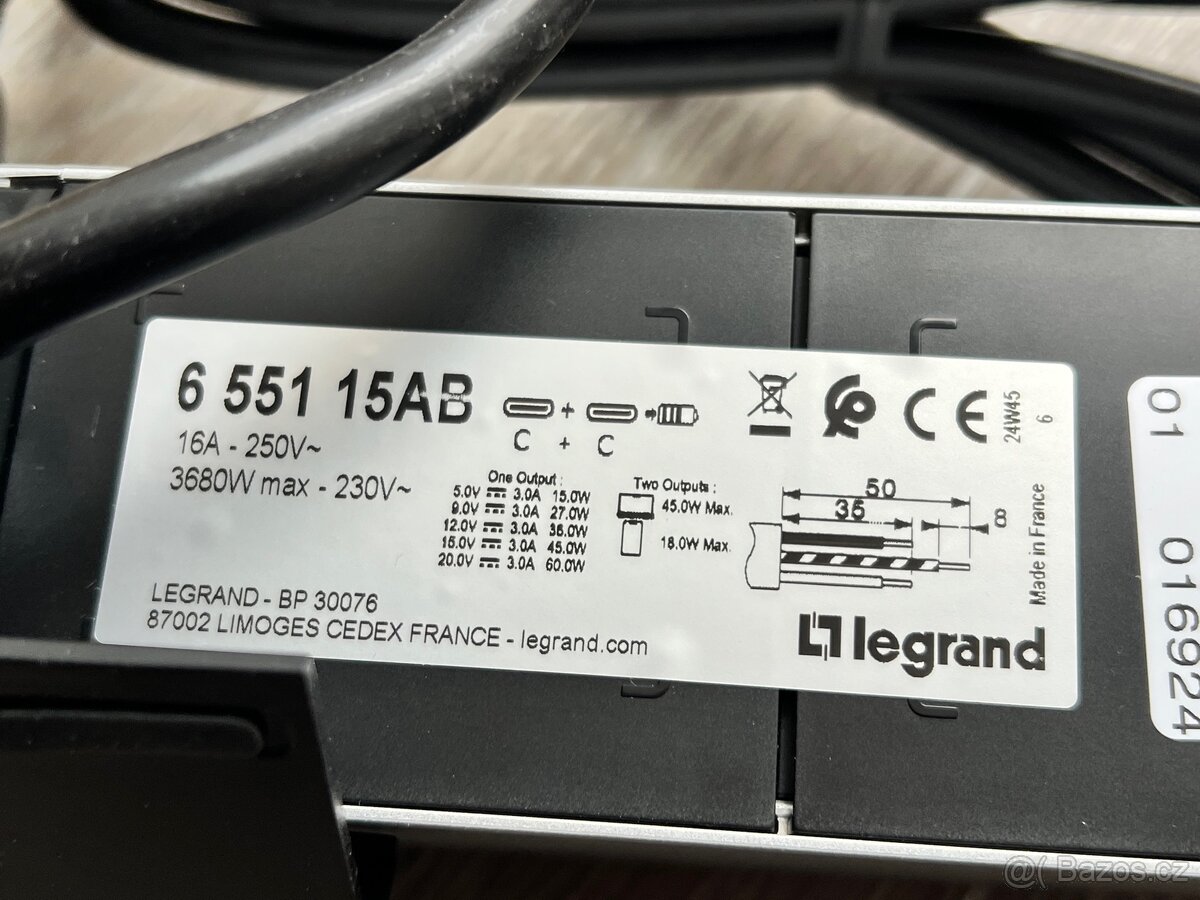 6 551 15AB
C + C
16A - 250V~
3680W max - 230V~
One Output :
5.0V ⎓ 3.0A 15.0W
9.0V ⎓ 3.0A 27.0W
12.0V ⎓ 3.0A 36.0W
15.0V ⎓ 3.0A 45.0W
20.0V ⎓ 3.0A 60.0W
Two Outputs :
45.0W Max.
18.0W Max.
50
35
8
CE
24W45
6
Made in France
LEGRAND - BP 30076
87002 LIMOGES CEDEX FRANCE - legrand.com
legrand
01 016924
@( Bazos.cz